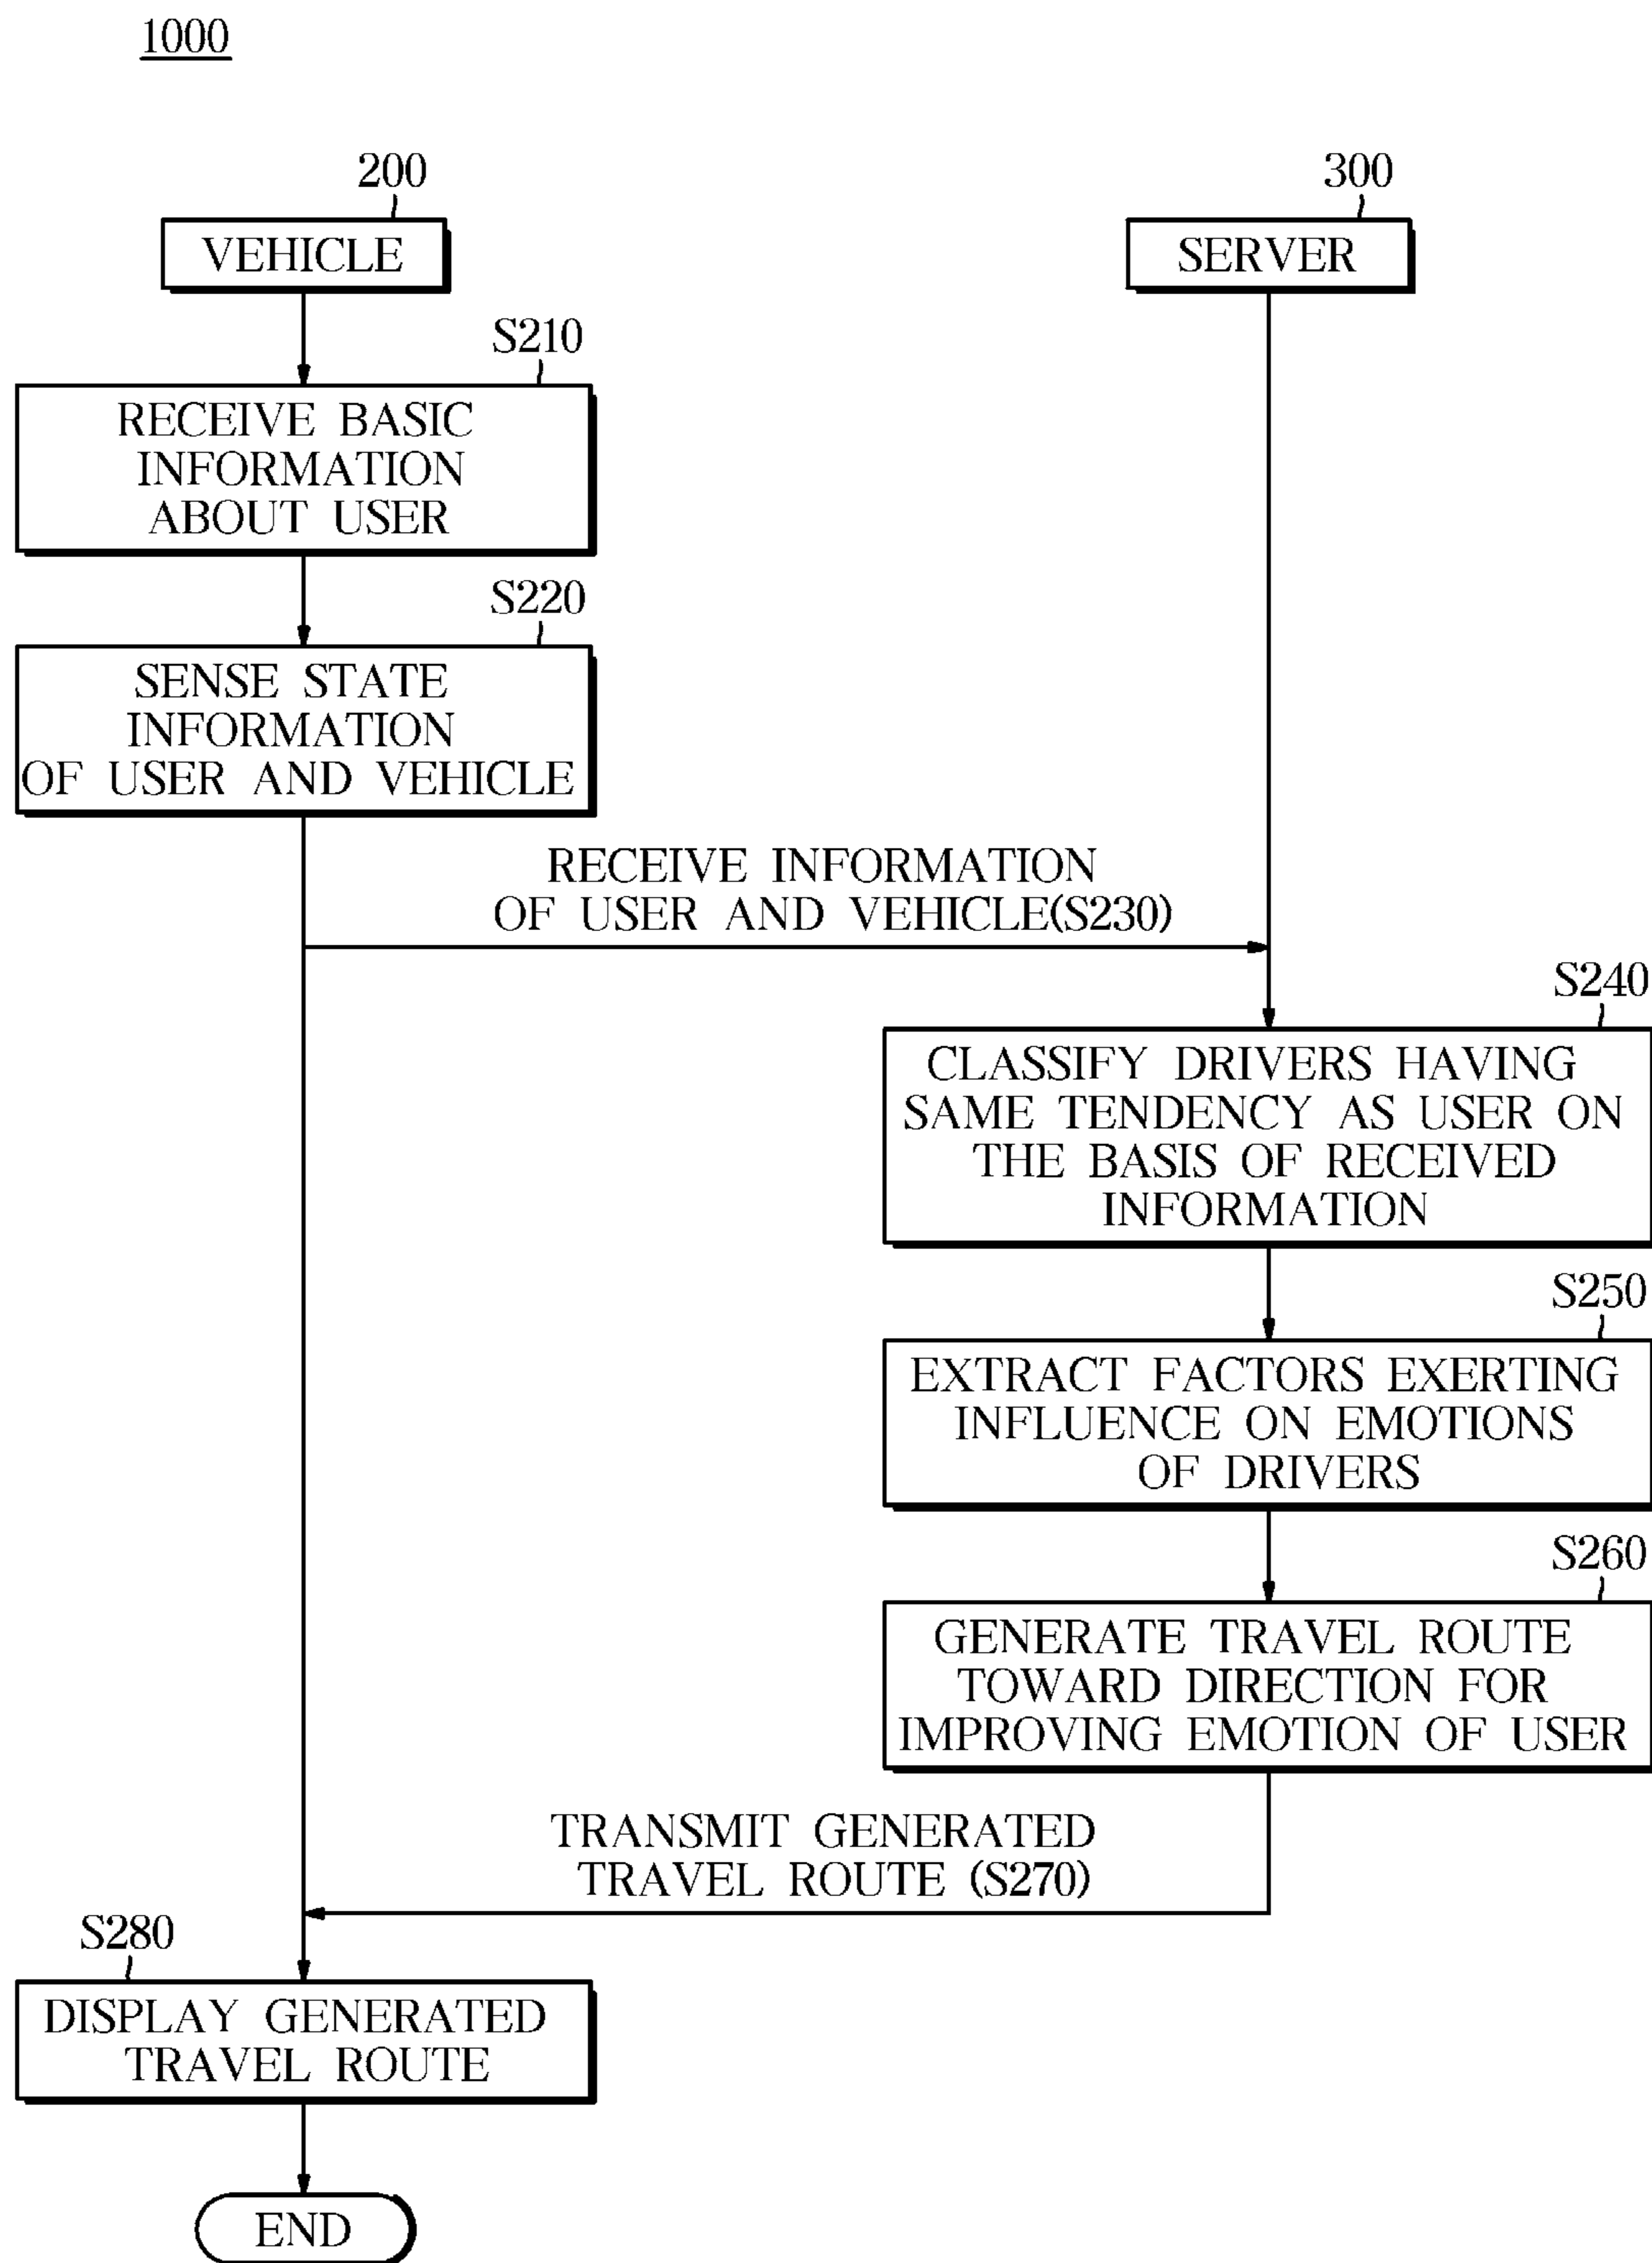 1000
200
300
VEHICLE
SERVER
S210
RECEIVE BASIC
INFORMATION
ABOUT USER
S220
SENSE STATE
INFORMATION
OF USER AND VEHICLE
RECEIVE INFORMATION
OF USER AND VEHICLE(S230)
S240
CLASSIFY DRIVERS HAVING
SAME TENDENCY AS USER ON
THE BASIS OF RECEIVED
INFORMATION
S250
EXTRACT FACTORS EXERTING
INFLUENCE ON EMOTIONS
OF DRIVERS
S260
GENERATE TRAVEL ROUTE
TOWARD DIRECTION FOR
IMPROVING EMOTION OF USER
TRANSMIT GENERATED
TRAVEL ROUTE (S270)
S280
DISPLAY GENERATED
TRAVEL ROUTE
END